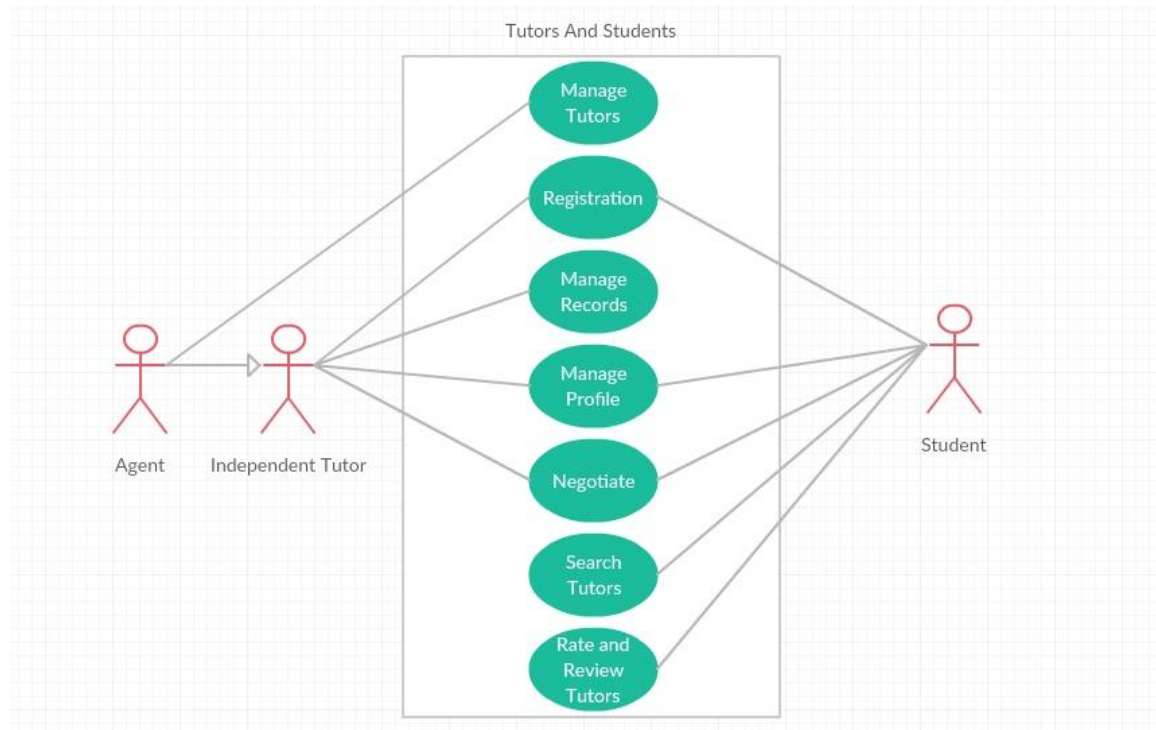 Tutors And Students
Manage
Tutors
Registration
Manage
Records
Manage
Profile
Negotiate
Search
Tutors
Rate and
Review
Tutors
Agent
Independent Tutor
Student